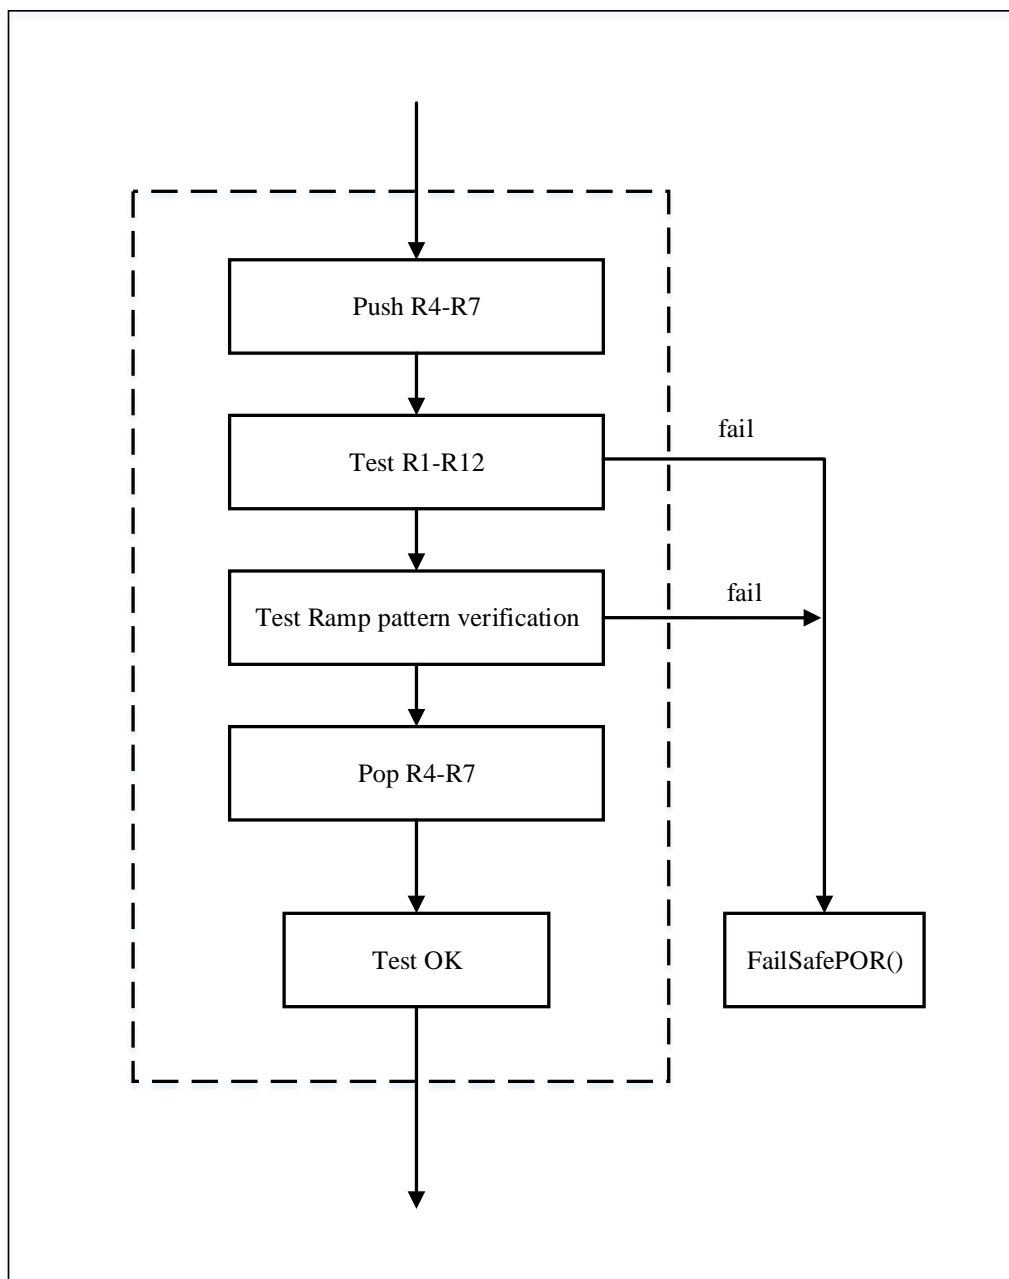 Push R4-R7
fail
Test R1-R12
fail
Test Ramp pattern verification
Pop R4-R7
Test OK
FailSafePOR()